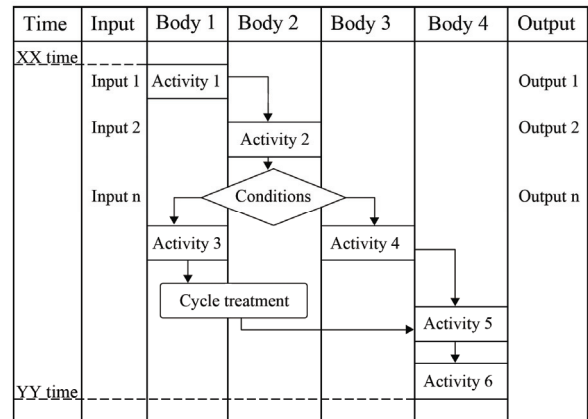 Time Input Body 1 Body 2 Body 3 Body 4 Output
XX time
Input 1 Activity 1 Output 1
Input 2 Activity 2 Output 2
Input n Conditions Output n
Activity 3 Activity 4
Cycle treatment
Activity 5
Activity 6
YY time